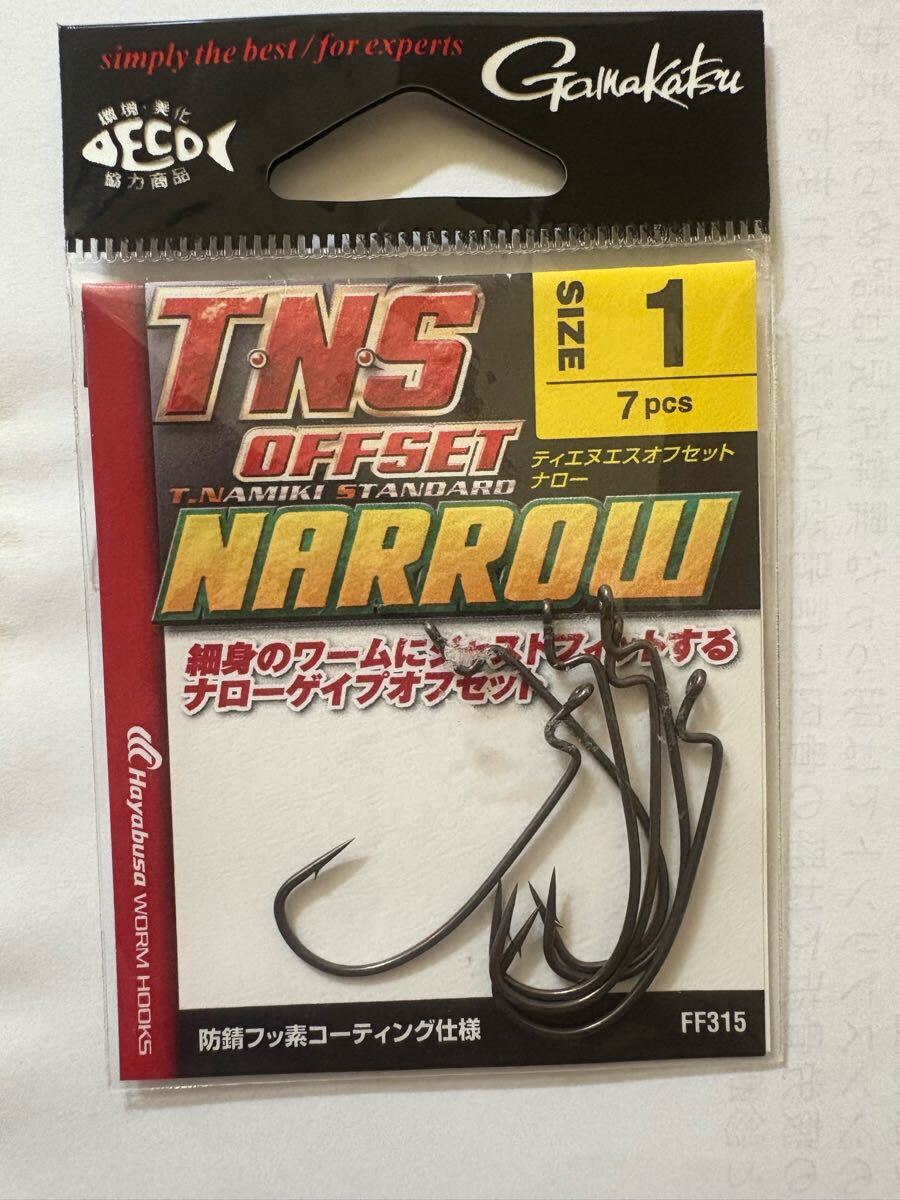 simply the best/for experts
Gamakatsu
環境・美化
ECO
協力商品
T.N.S
OFFSET
T.NAMIKI STANDARD
NARROW
SIZE 1
7 pcs
ティエヌエスオフセット
ナロー
細身のワームにジャストフィットする
ナローゲイプオフセット
Hayabusa WORM HOOKS
防錆フッ素コーティング仕様
FF315